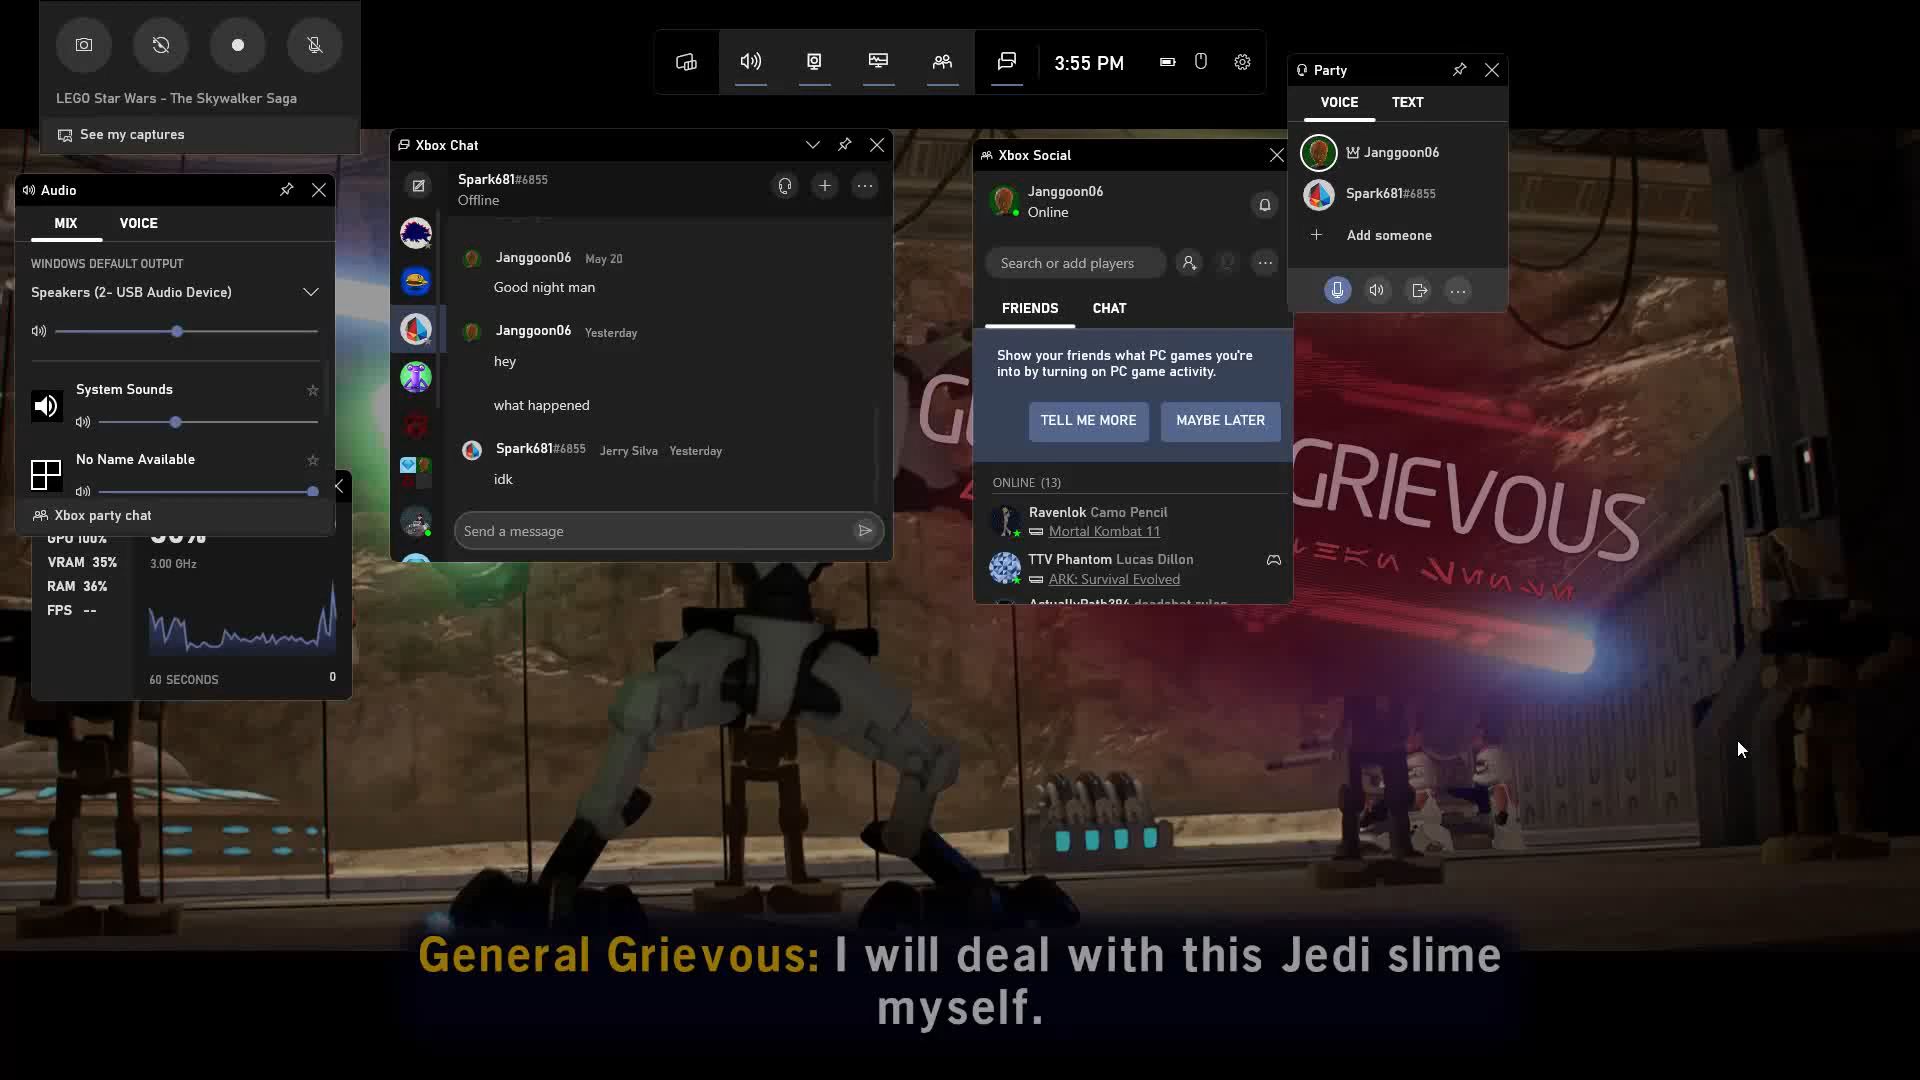 LEGO Star Wars - The Skywalker Saga
See my captures
3:55 PM
Audio
MIX
VOICE
WINDOWS DEFAULT OUTPUT
Speakers (2- USB Audio Device)
System Sounds
No Name Available
Xbox party chat
GPU 100%
VRAM 35%
RAM 36%
FPS --
3.00 GHz
60 SECONDS
0
Xbox Chat
Spark681#6855
Offline
Janggoon06 May 20
Good night man
Janggoon06 Yesterday
hey
what happened
Spark681#6855 Jerry Silva Yesterday
idk
Send a message
Xbox Social
Janggoon06
Online
Search or add players
FRIENDS
CHAT
Show your friends what PC games you're
into by turning on PC game activity.
TELL ME MORE
MAYBE LATER
ONLINE (13)
Ravenlok Camo Pencil
Mortal Kombat 11
TTV Phantom Lucas Dillon
ARK: Survival Evolved
Party
VOICE
TEXT
Janggoon06
Spark681#6855
Add someone
GRIEVOUS
General Grievous: I will deal with this Jedi slime
myself.